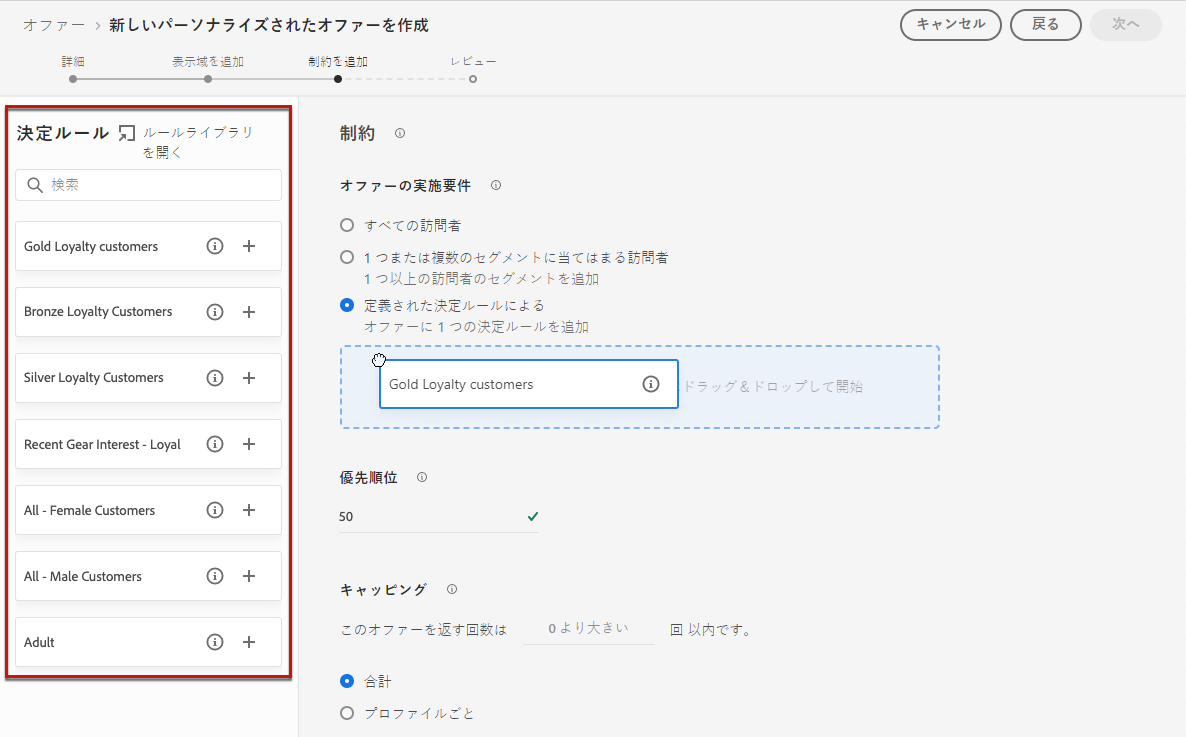 オファー > 新しいパーソナライズされたオファーを作成
キャンセル
戻る
次へ
詳細
表示域を追加
制約を追加
レビュー
決定ルール
ルールライブラリ
を開く
検索
Gold Loyalty customers
Bronze Loyalty Customers
Silver Loyalty Customers
Recent Gear Interest - Loyal
All - Female Customers
All - Male Customers
Adult
制約
オファーの実施要件
すべての訪問者
1 つまたは複数のセグメントに当てはまる訪問者
1 つ以上の訪問者のセグメントを追加
定義された決定ルールによる
オファーに 1 つの決定ルールを追加
Gold Loyalty customers
ドラッグ＆ドロップして開始
優先順位
50
キャッピング
このオファーを返す回数は
0 より大きい
回 以内です。
合計
プロファイルごと